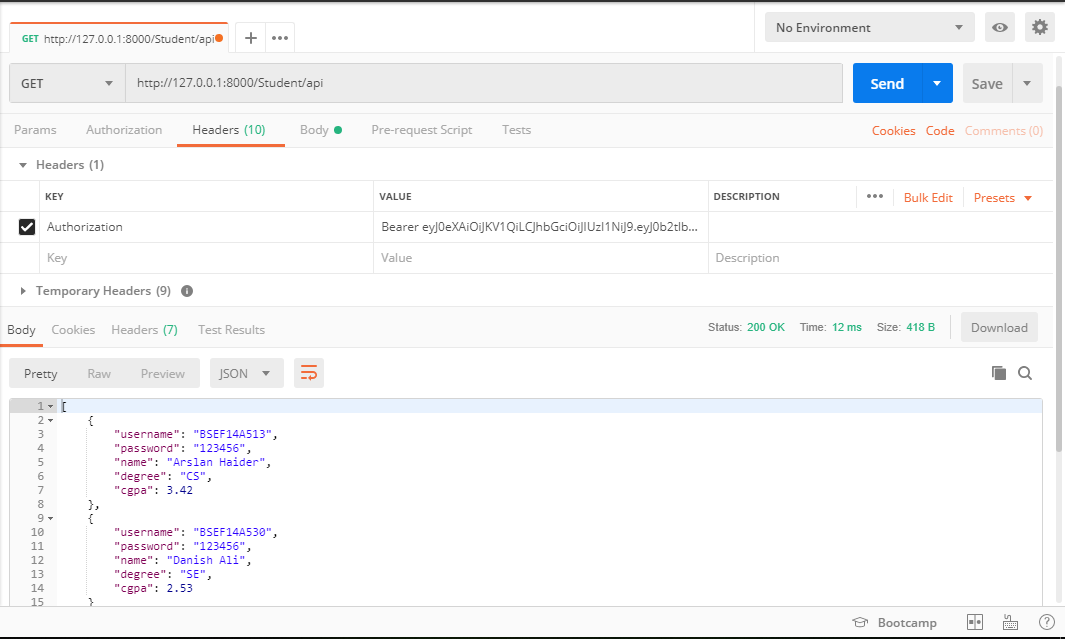 GET http://127.0.0.1:8000/Student/api
No Environment
GET http://127.0.0.1:8000/Student/api Send Save
Params Authorization Headers (10) Body Pre-request Script Tests Cookies Code Comments (0)
Headers (1)
KEY VALUE DESCRIPTION ••• Bulk Edit Presets
Authorization Bearer eyJ0eXAiOiJKV1QiLCJhbGciOiJIUzI1NiJ9.eyJ0b2tlb...
Key Value Description
Temporary Headers (9)
Body Cookies Headers (7) Test Results Status: 200 OK Time: 12 ms Size: 418 B Download
Pretty Raw Preview JSON
1 [
2 {
3 "username": "BSEF14A513",
4 "password": "123456",
5 "name": "Arslan Haider",
6 "degree": "CS",
7 "cgpa": 3.42
8 },
9 {
10 "username": "BSEF14A530",
11 "password": "123456",
12 "name": "Danish Ali",
13 "degree": "SE",
14 "cgpa": 2.53
15 }
Bootcamp